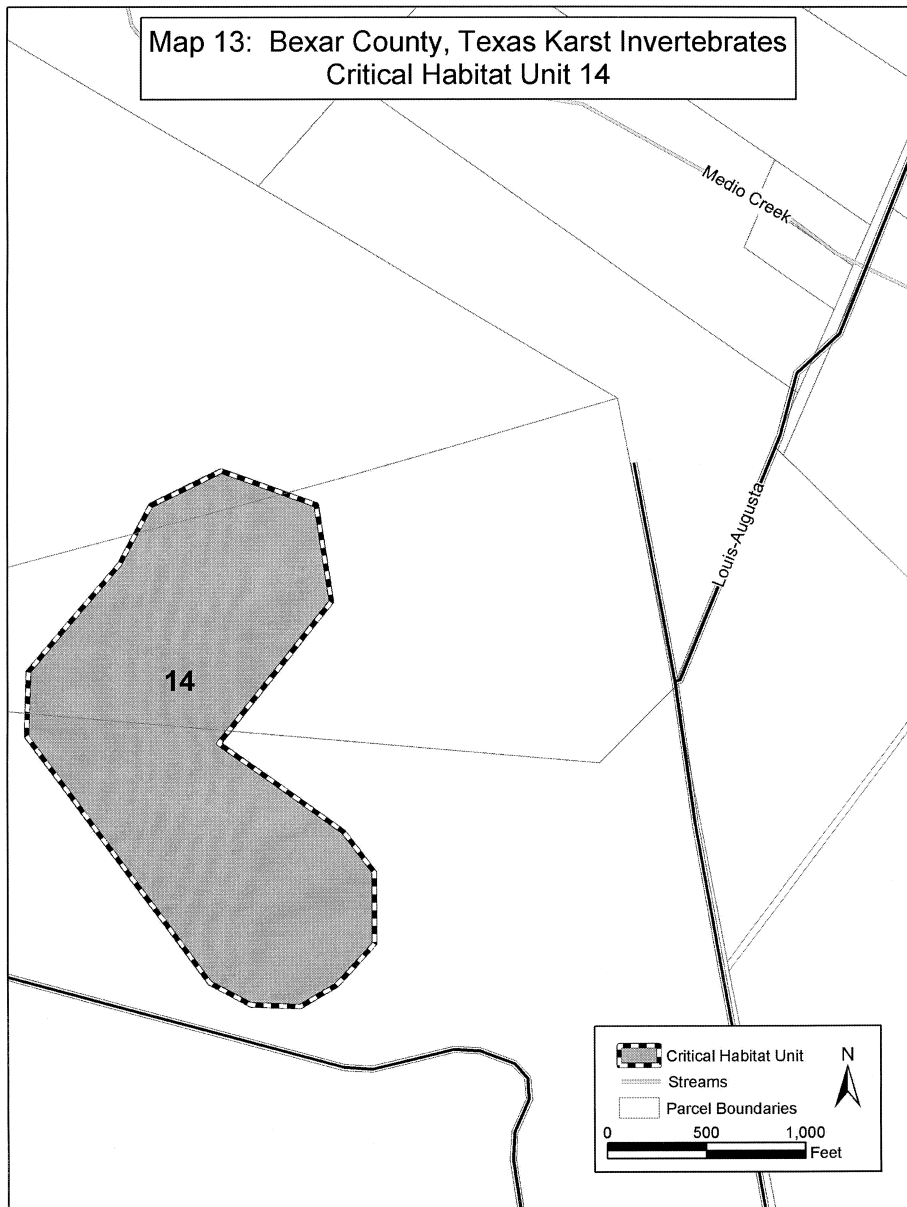 Map 13: Bexar County, Texas Karst Invertebrates
Critical Habitat Unit 14
Medio Creek
Louis-Augusta
14
Critical Habitat Unit
N
Streams
Parcel Boundaries
0 500 1,000
Feet